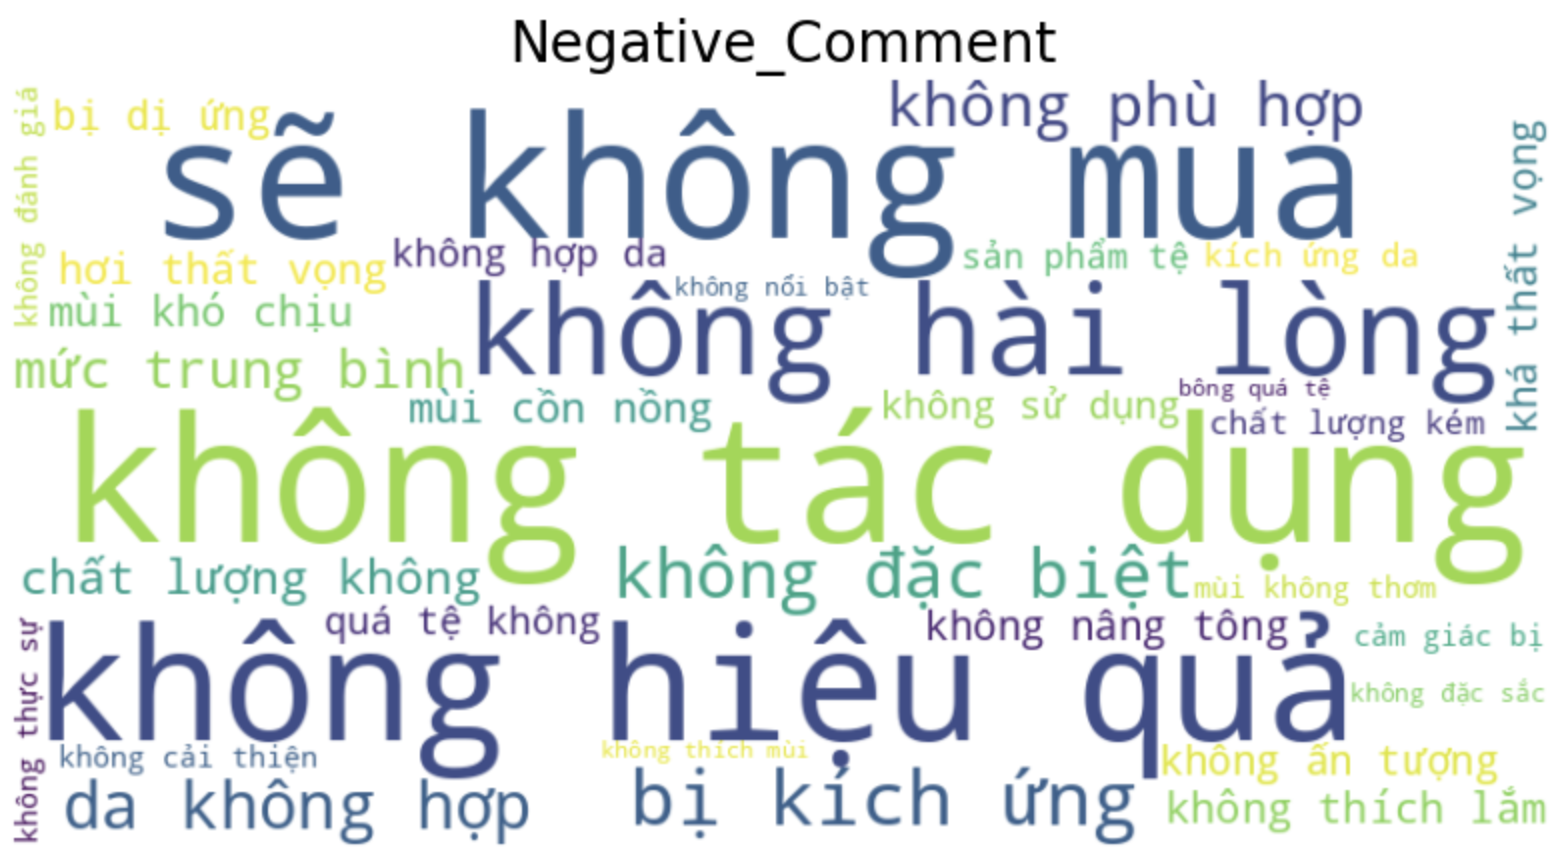 Negative_Comment
không đánh giá
bị dị ứng
không phù hợp
sẽ không mua
khá thất vọng
hơi thất vọng
không hợp da
sản phẩm tệ
kích ứng da
không nổi bật
mùi khó chịu
không hài lòng
mức trung bình
bông quá tệ
mùi cồn nồng
không sử dụng
chất lượng kém
không tác dụng
chất lượng không
không đặc biệt
mùi không thơm
quá tệ không
không nâng tông
cảm giác bị
không thực sự
không hiệu quả
không đặc sắc
không cải thiện
không thích mùi
không ấn tượng
da không hợp
bị kích ứng
không thích lắm